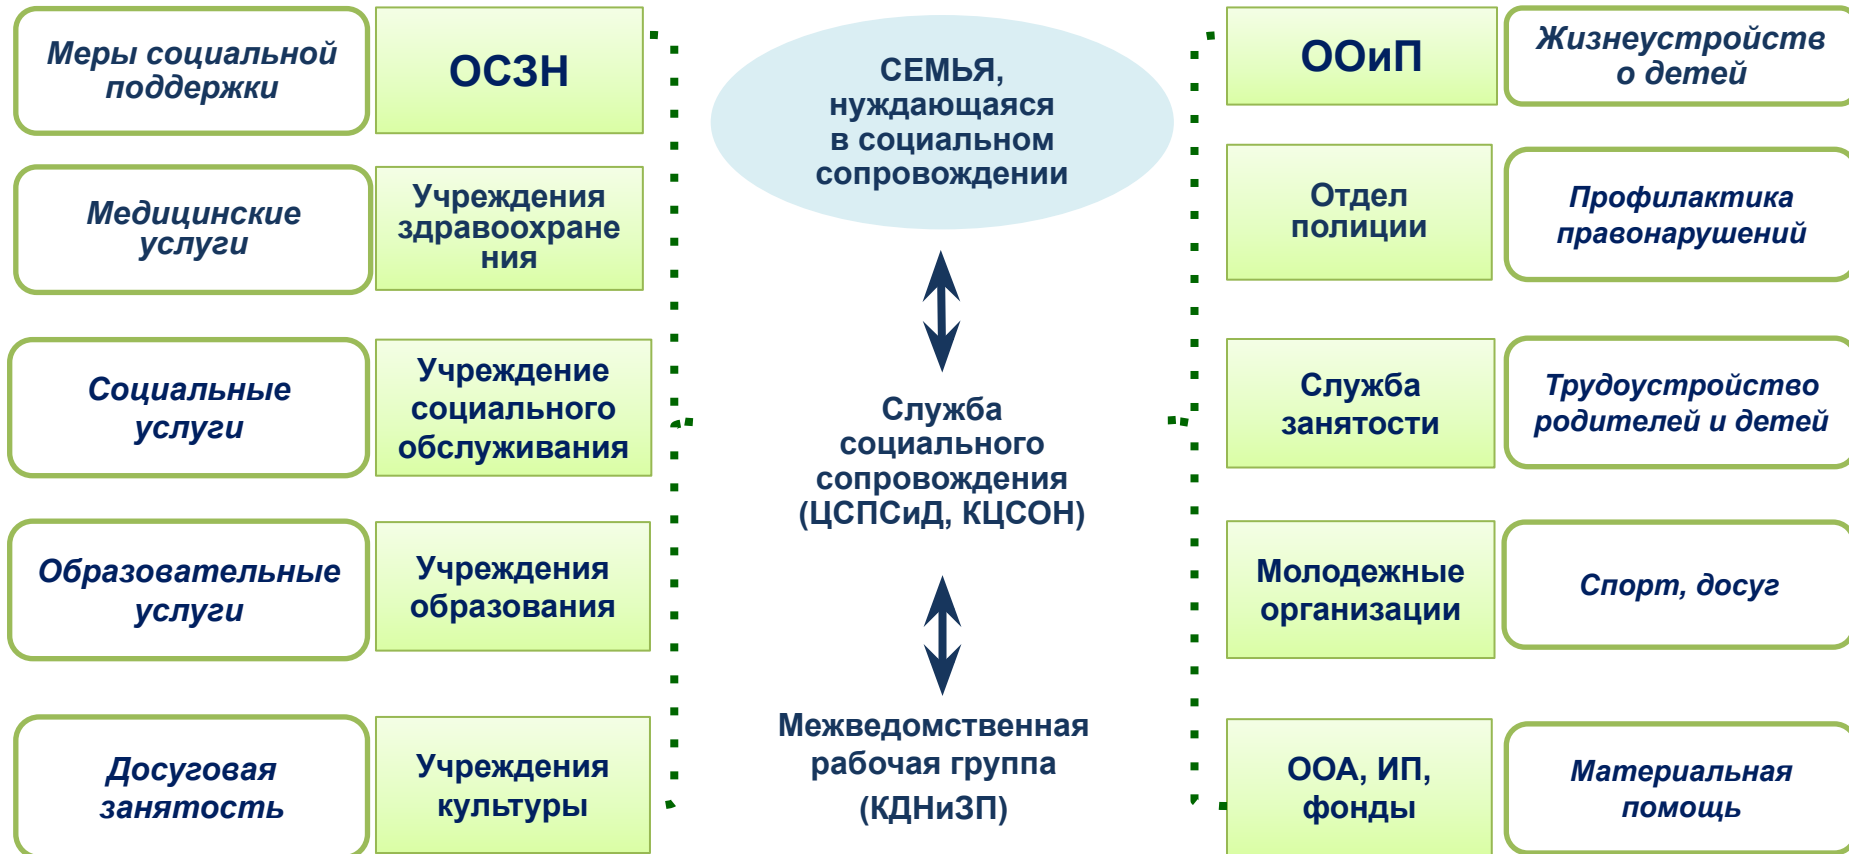 Меры социальной
поддержки
ОСЗН
Медицинские
услуги
Учреждения
здравоохране
ния
Социальные
услуги
Учреждение
социального
обслуживания
Образовательные
услуги
Учреждения
образования
Досуговая
занятость
Учреждения
культуры
СЕМЬЯ,
нуждающаяся
в социальном
сопровождении
Служба
социального
сопровождения
(ЦСПСиД, КЦСОН)
Межведомственная
рабочая группа
(КДНиЗП)
ООиП
Жизнеустройств
о детей
Отдел
полиции
Профилактика
правонарушений
Служба
занятости
Трудоустройство
родителей и детей
Молодежные
организации
Спорт, досуг
ООА, ИП,
фонды
Материальная
помощь